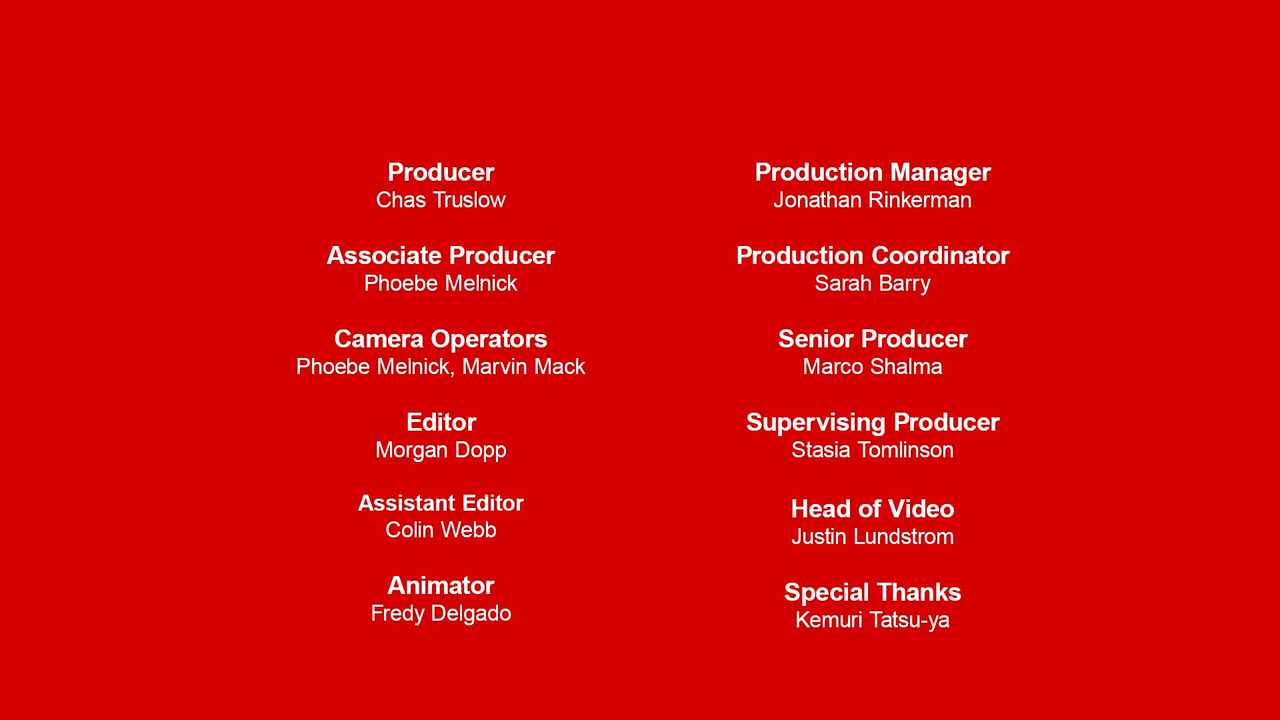 Producer
Chas Truslow
Associate Producer
Phoebe Melnick
Camera Operators
Phoebe Melnick, Marvin Mack
Editor
Morgan Dopp
Assistant Editor
Colin Webb
Animator
Fredy Delgado
Production Manager
Jonathan Rinkerman
Production Coordinator
Sarah Barry
Senior Producer
Marco Shalma
Supervising Producer
Stasia Tomlinson
Head of Video
Justin Lundstrom
Special Thanks
Kemuri Tatsu-ya